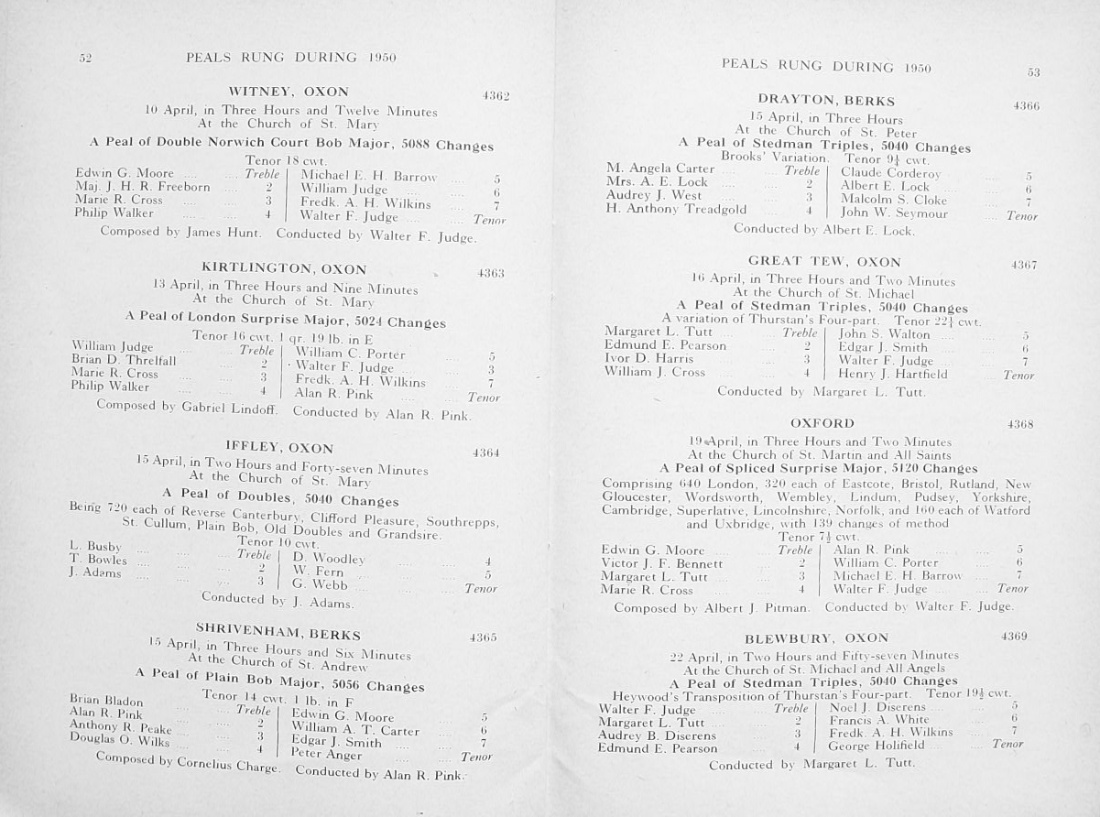 52 PEALS RUNG DURING 1950
WITNEY, OXON 4362
10 April, in Three Hours and Twelve Minutes
At the Church of St. Mary
A Peal of Double Norwich Court Bob Major, 5088 Changes
Tenor 18 cwt.
Edwin G. Moore .... Treble Michael E. H. Barrow .... 5
Maj. J. H. R. Freeborn 2 William Judge .... 6
Marie R. Cross .... 3 Fredk. A. H. Wilkins .... 7
Philip Walker .... 4 Walter F. Judge .... Tenor
Composed by James Hunt. Conducted by Walter F. Judge.
KIRTLINGTON, OXON 4363
13 April, in Three Hours and Nine Minutes
At the Church of St. Mary
A Peal of London Surprise Major, 5024 Changes
Tenor 16 cwt. 1 qr. 19 lb. in E
William Judge .... Treble William C. Porter 5
Brian D. Threlfall 2 Walter F. Judge .... 3
Marie R. Cross .... 3 Fredk. A. H. Wilkins .... 7
Philip Walker .... 4 Alan R. Pink .... Tenor
Composed by Gabriel Lindoff. Conducted by Alan R. Pink.
IFFLEY, OXON 4364
15 April, in Two Hours and Forty-seven Minutes
At the Church of St. Mary
A Peal of Doubles, 5040 Changes
Being 720 each of Reverse Canterbury, Clifford Pleasure, Southrepps,
St. Cullum, Plain Bob, Old Doubles and Grandsire.
Tenor 10 cwt.
L. Busby .... Treble D. Woodley .... 4
T. Bowles .... 2 W. Fern .... 5
J. Adams .... 3 G. Webb .... Tenor
Conducted by J. Adams.
SHRIVENHAM, BERKS 4365
15 April, in Three Hours and Six Minutes
At the Church of St. Andrew
A Peal of Plain Bob Major, 5056 Changes
Tenor 14 cwt. 1 lb. in F
Brian Bladon .... Treble Edwin G. Moore .... 5
Alan R. Pink .... 2 William A. T. Carter .... 6
Anthony R. Peake .... 3 Edgar J. Smith .... 7
Douglas O. Wilks .... 4 Peter Anger .... Tenor
Composed by Cornelius Charge. Conducted by Alan R. Pink.
PEALS RUNG DURING 1950 53
DRAYTON, BERKS 4366
15 April, in Three Hours
At the Church of St. Peter
A Peal of Stedman Triples, 5040 Changes
Brooks' Variation. Tenor 9¼ cwt.
M. Angela Carter Treble Claude Corderoy .... 5
Mrs. A. E. Lock .... 2 Albert E. Lock .... 6
Audrey J. West .... 3 Malcolm S. Cloke .... 7
H. Anthony Treadgold 4 John W. Seymour .... Tenor
Conducted by Albert E. Lock.
GREAT TEW, OXON 4367
16 April, in Three Hours and Two Minutes
At the Church of St. Michael
A Peal of Stedman Triples, 5040 Changes
A variation of Thurstan's Four-part. Tenor 22¼ cwt.
Margaret L. Tutt Treble John S. Walton .... 5
Edmund E. Pearson 2 Edgar J. Smith .... 6
Ivor D. Harris .... 3 Walter F. Judge .... 7
William J. Cross .... 4 Henry J. Hartfield .... Tenor
Conducted by Margaret L. Tutt.
OXFORD 4368
19 April, in Three Hours and Two Minutes
At the Church of St. Martin and All Saints
A Peal of Spliced Surprise Major, 5120 Changes
Comprising 640 London, 320 each of Eastcote, Bristol, Rutland, New
Gloucester, Wordsworth, Wembley, Lindum, Pudsey, Yorkshire,
Cambridge, Superlative, Lincolnshire, Norfolk, and 160 each of Watford
and Uxbridge, with 139 changes of method
Tenor 7½ cwt.
Edwin G. Moore .... Treble Alan R. Pink .... 5
Victor J. F. Bennett 2 William C. Porter .... 6
Margaret L. Tutt .... 3 Michael E. H. Barrow .... 7
Marie R. Cross .... 4 Walter F. Judge .... Tenor
Composed by Albert J. Pitman. Conducted by Walter F. Judge.
BLEWBURY, OXON 4369
22 April, in Two Hours and Fifty-seven Minutes
At the Church of St. Michael and All Angels
A Peal of Stedman Triples, 5040 Changes
Heywood's Transposition of Thurstan's Four-part. Tenor 19½ cwt.
Walter F. Judge .... Treble Noel J. Diserens .... 5
Margaret L. Tutt .... 2 Francis A. White .... 6
Audrey B. Diserens 3 Fredk. A. H. Wilkins .... 7
Edmund E. Pearson 4 George Holifield .... Tenor
Conducted by Margaret L. Tutt.